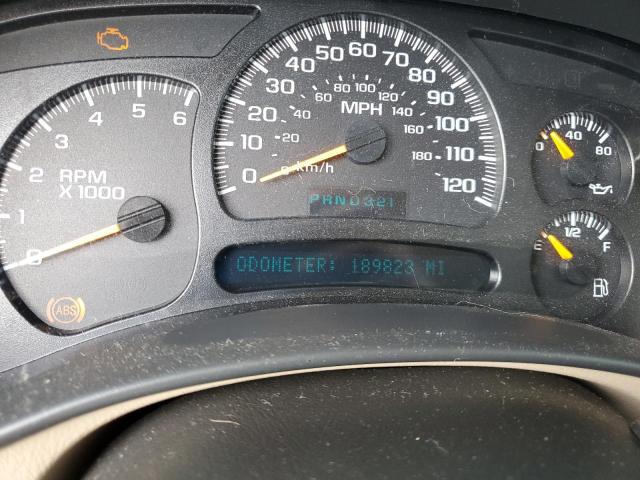 0 1 2 3 4 5 6
RPM
X 1000
ABS
0 10 20 30 40 50 60 70 80 90 100 110 120
20 40 60 80 100 120 140 160 180
MPH
km/h
PRND321
ODOMETER: 189823 MI
0 40 80
E 1/2 F